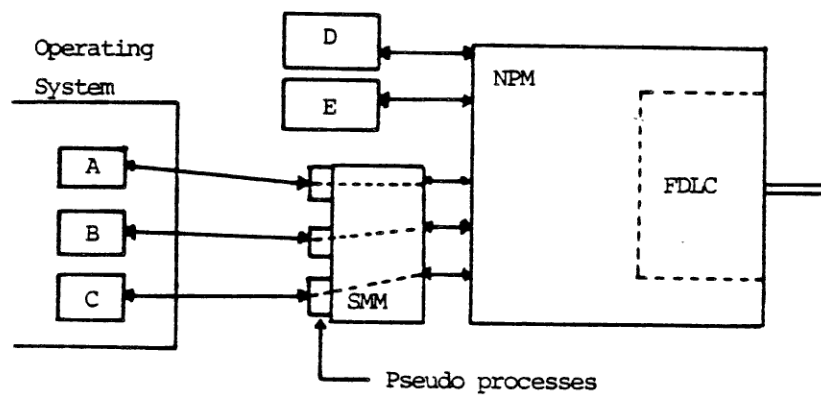 Operating
System
D
E
NPM
A
B
C
FDLC
SMM
Pseudo processes